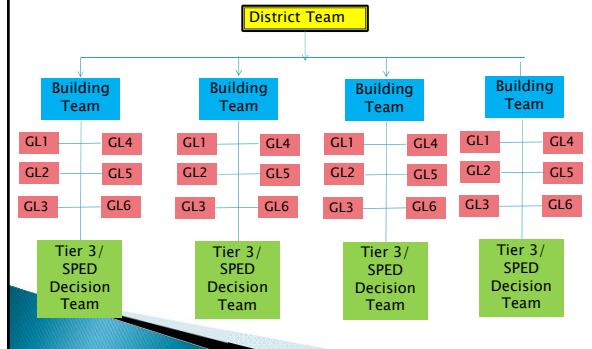 District Team
Building Building Building Building
Team Team Team Team
GL1 GL4 GL1 GL4 GL1 GL4 GL1 GL4
GL2 GL5 GL2 GL5 GL2 GL5 GL2 GL5
GL3 GL6 GL3 GL6 GL3 GL6 GL3 GL6
Tier 3/ Tier 3/ Tier 3/ Tier 3/
SPED SPED SPED SPED
Decision Decision Decision Decision
Team Team Team Team